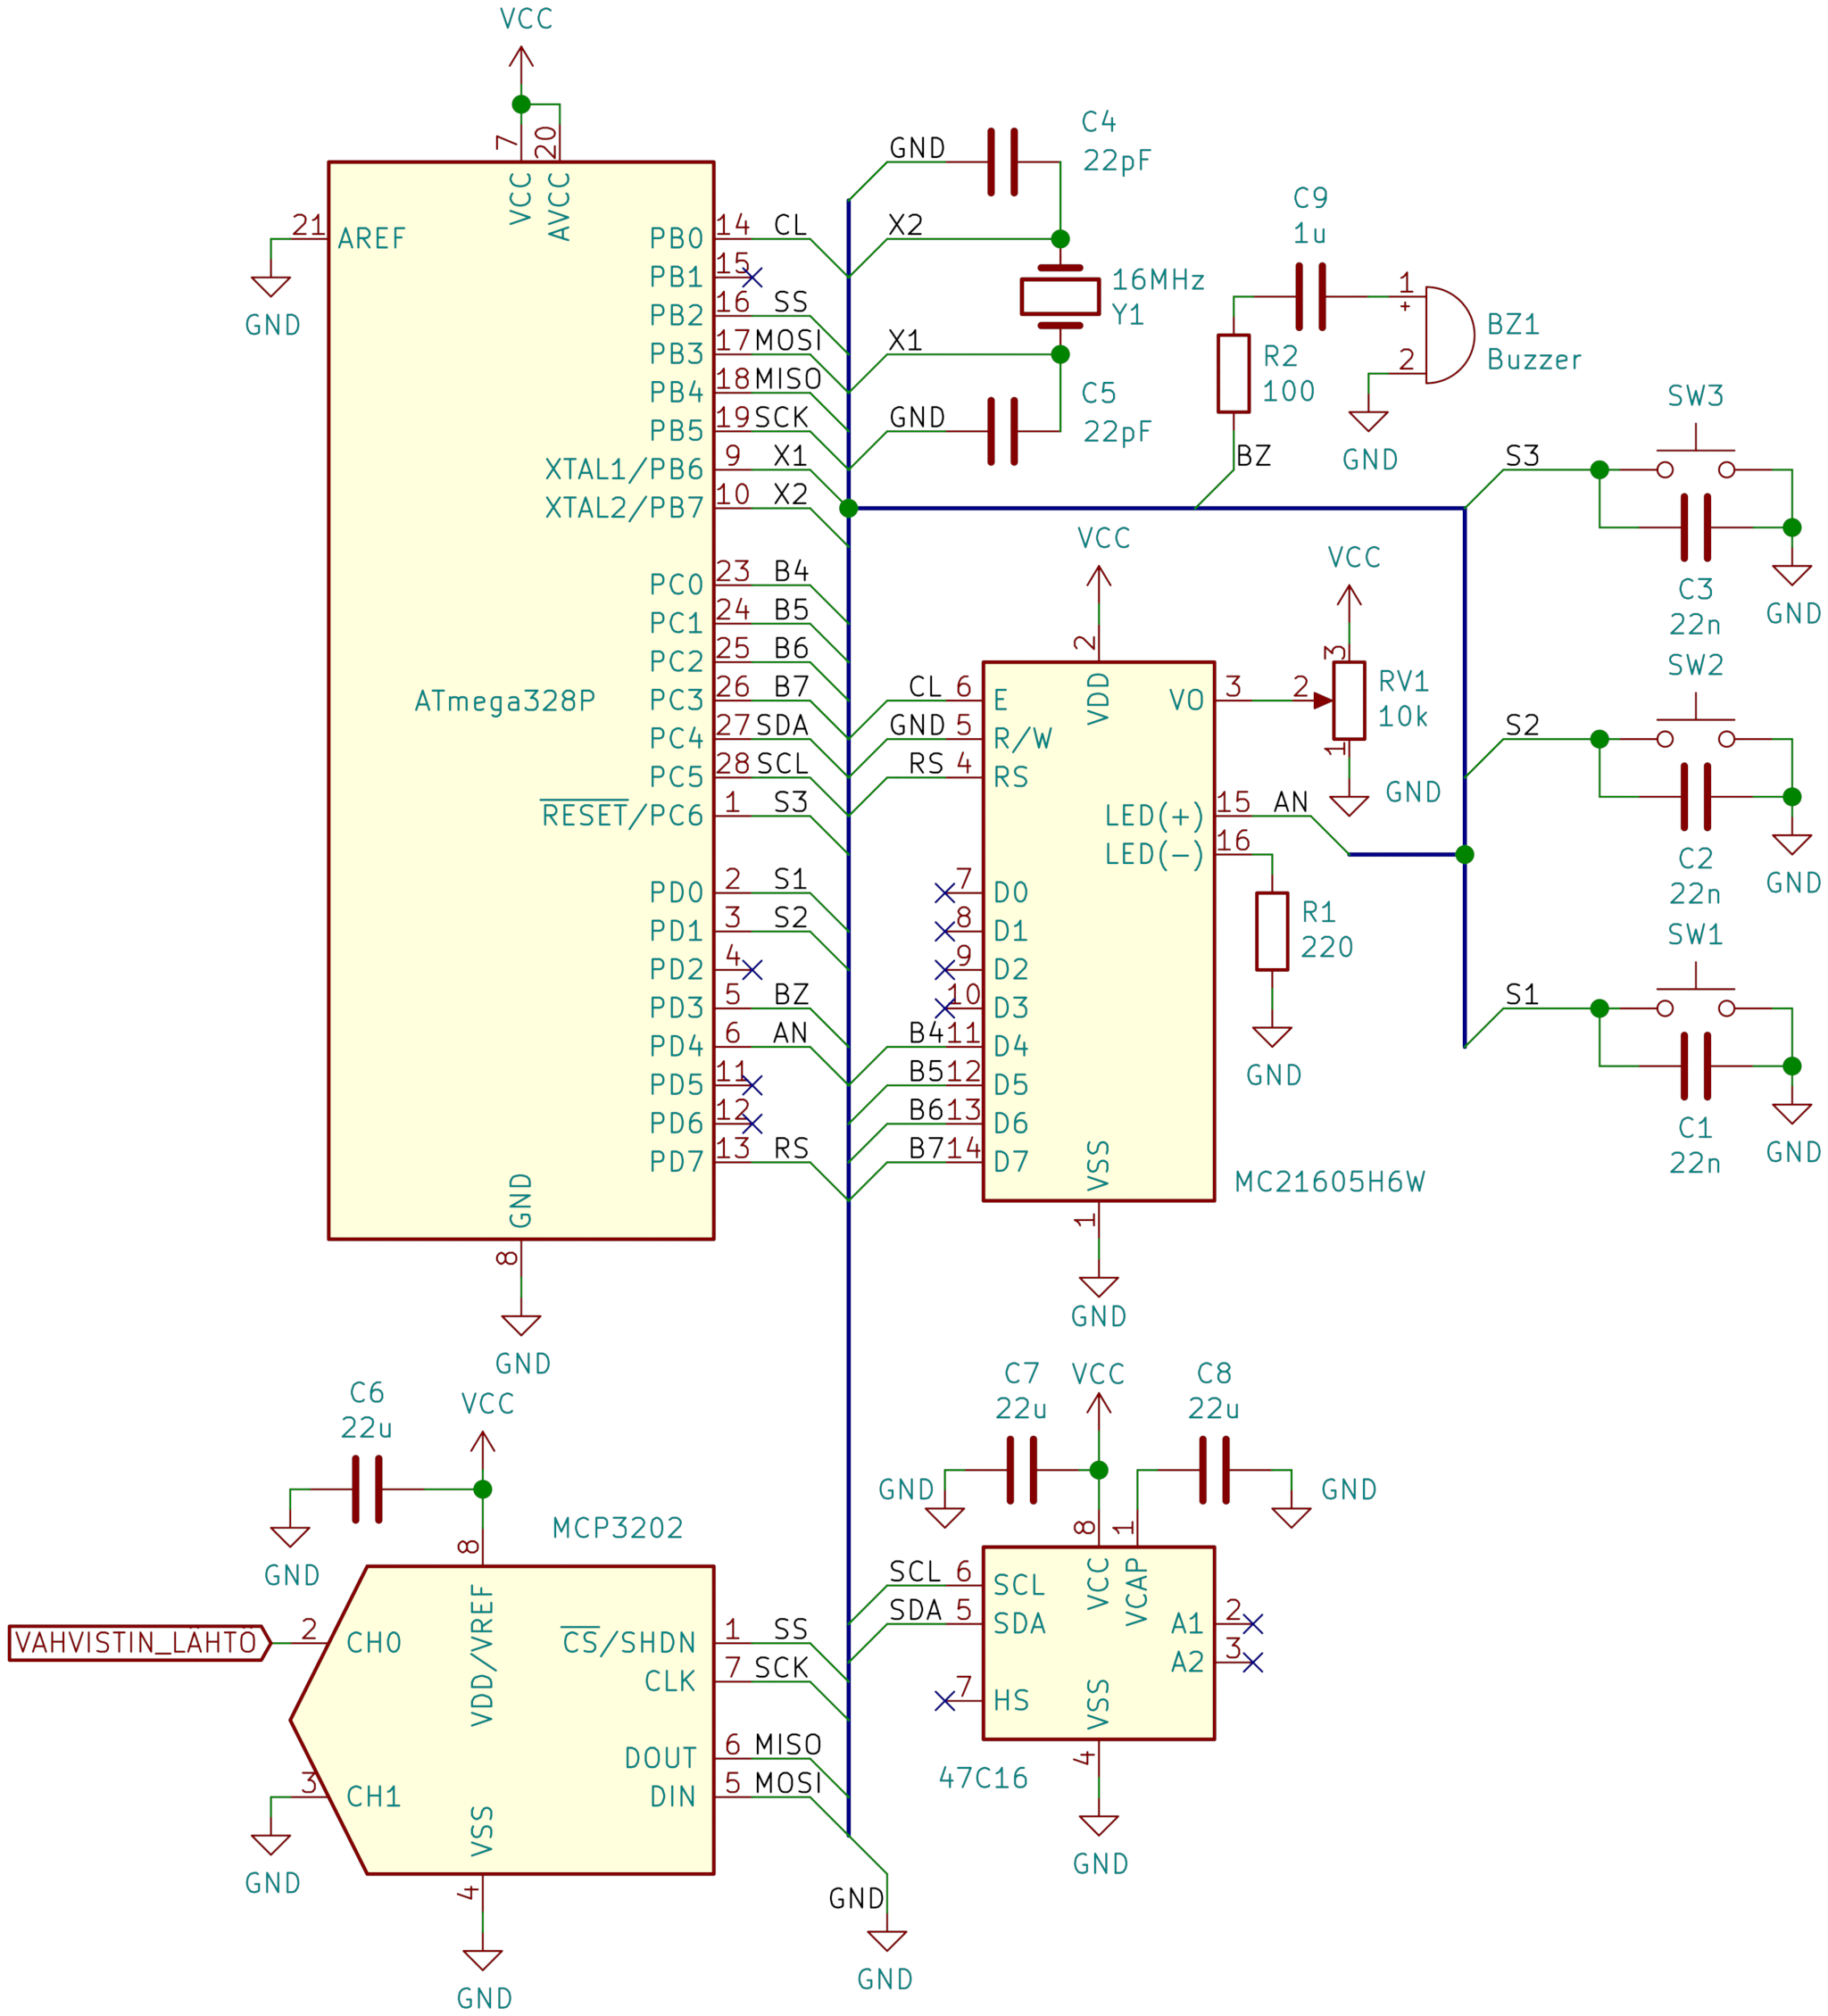 VCC
7
20
VCC
AVCC
21
AREF
GND
ATmega328P
PB0
14
CL
PB1
15
PB2
16
SS
PB3
17
MOSI
PB4
18
MISO
PB5
19
SCK
XTAL1/PB6
9
X1
XTAL2/PB7
10
X2
PC0
23
B4
PC1
24
B5
PC2
25
B6
PC3
26
B7
PC4
27
SDA
PC5
28
SCL
RESET/PC6
1
S3
PD0
2
S1
PD1
3
S2
PD2
4
PD3
5
BZ
PD4
6
AN
PD5
11
PD6
12
PD7
13
RS
GND
8
GND
GND
C4
22pF
X2
16MHz
Y1
X1
GND
C5
22pF
C9
1u
R2
100
BZ
1
+
2
BZ1
Buzzer
GND
VCC
2
VDD
CL
6
E
GND
5
R/W
RS
4
RS
7
D0
8
D1
9
D2
10
D3
B4
11
D4
B5
12
D5
B6
13
D6
B7
14
D7
VO
3
LED(+)
15
AN
LED(-)
16
VSS
1
GND
MC21605H6W
VCC
3
2
1
RV1
10k
GND
R1
220
GND
SW3
S3
C3
22n
GND
SW2
S2
C2
22n
GND
SW1
S1
C1
22n
GND
C6
22u
VCC
GND
8
MCP3202
VAHVISTIN_LÄHTÖ
2
CH0
VDD/VREF
CS/SHDN
1
SS
CLK
7
SCK
DOUT
6
MISO
DIN
5
MOSI
3
CH1
VSS
GND
4
GND
GND
GND
C7
22u
VCC
C8
22u
GND
GND
8
1
VCC
VCAP
SCL
6
SCL
SDA
5
SDA
7
HS
A1
2
A2
3
VSS
4
47C16
GND